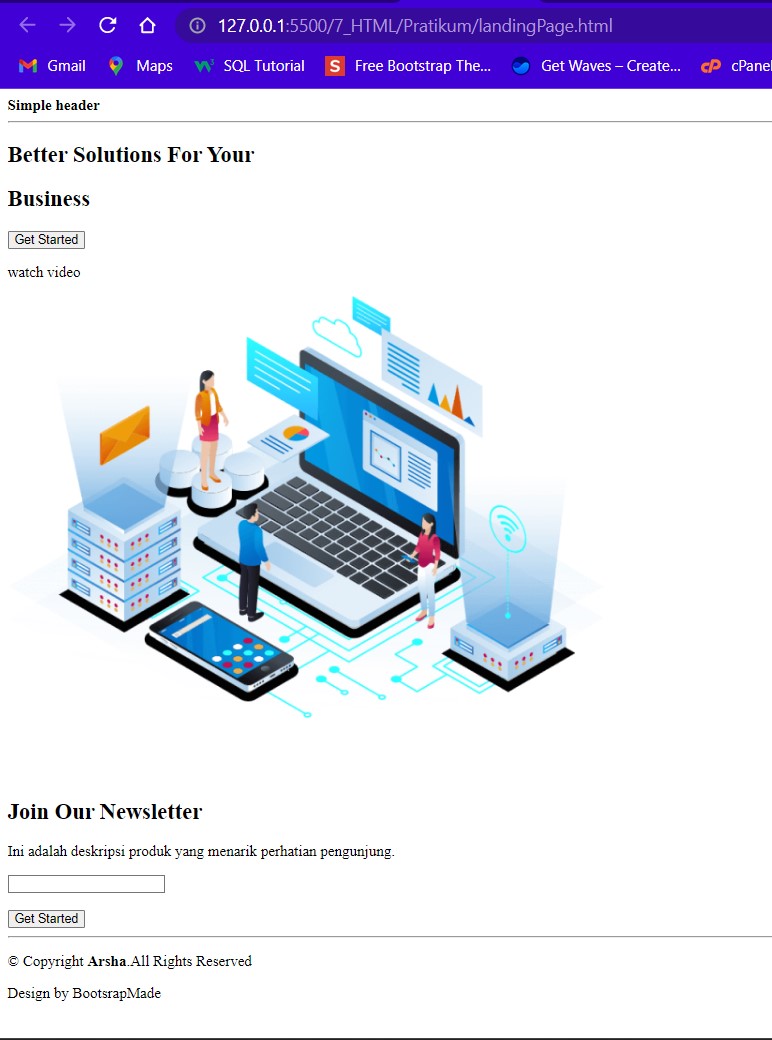 127.0.0.1:5500/7_HTML/Pratikum/landingPage.html
Gmail Maps SQL Tutorial Free Bootstrap The... Get Waves – Create... cPanel
Simple header
Better Solutions For Your
Business
Get Started
watch video
Join Our Newsletter
Ini adalah deskripsi produk yang menarik perhatian pengunjung.
Get Started
© Copyright Arsha.All Rights Reserved
Design by BootsrapMade